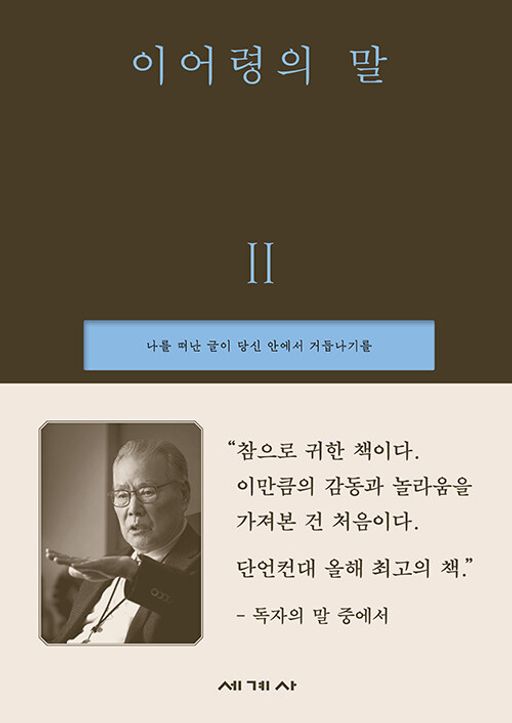 이어령의 말
II
나를 떠난 글이 당신 안에서 거듭나기를
“참으로 귀한 책이다.
이만큼의 감동과 놀라움을
가져본 건 처음이다.
단언컨대 올해 최고의 책.”
- 독자의 말 중에서
세계사